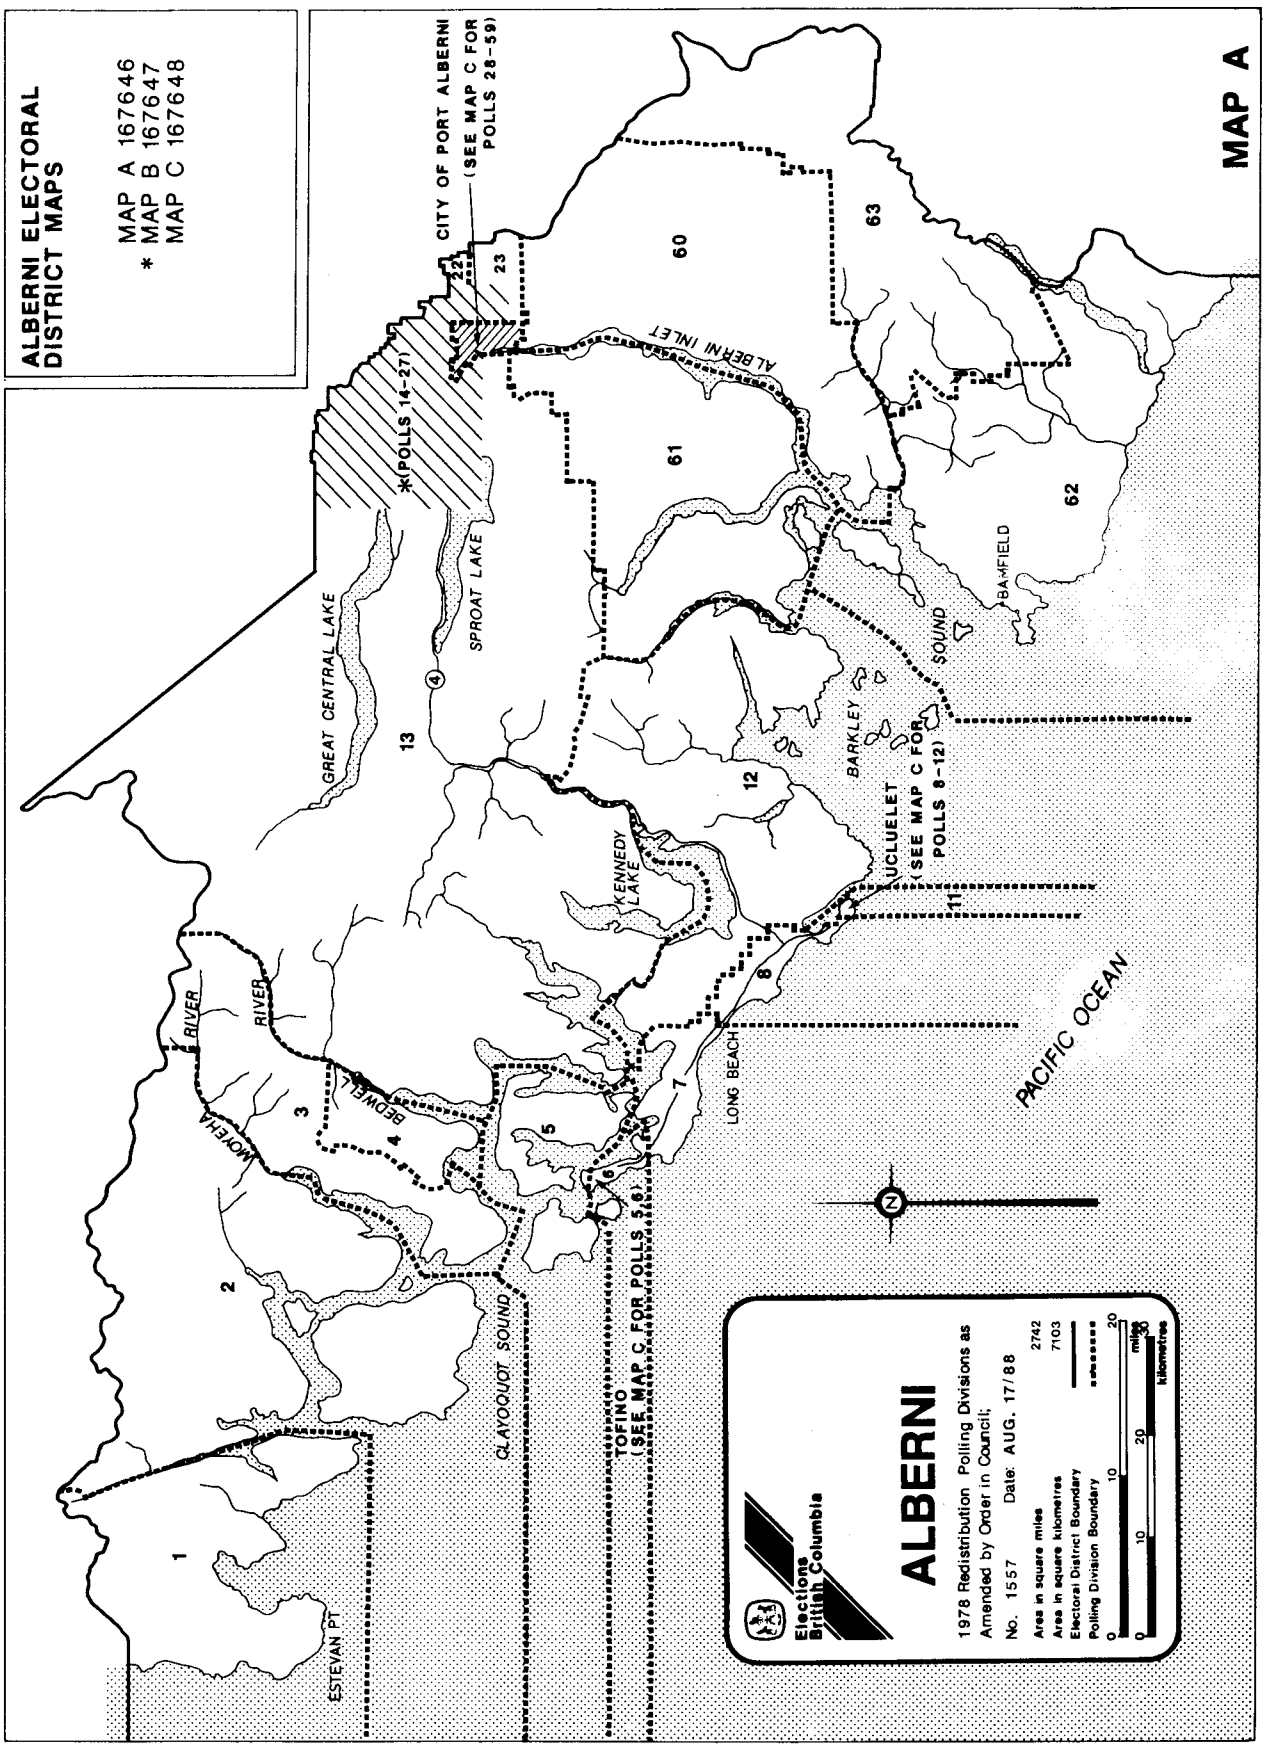 ALBERNI ELECTORAL
DISTRICT MAPS
MAP A 167646
* MAP B 167647
MAP C 167648
CITY OF PORT ALBERNI
(SEE MAP C FOR
POLLS 28-59)
MAP A
22
23
60
63
*(POLLS 14-27)
ALBERNI INLET
61
62
GREAT CENTRAL LAKE
SPROAT LAKE
4
13
BAMFIELD
BARKLEY
SOUND
12
KENNEDY
LAKE
UCLUELET
(SEE MAP C FOR
POLLS 8-12)
11
8
RIVER
RIVER
MOYEHA
BEDWELL
3
4
5
6
7
LONG BEACH
PACIFIC OCEAN
N
2
CLAYOQUOT SOUND
TOFINO
(SEE MAP C FOR POLLS 5,6)
1
ESTEVAN PT
Elections
British Columbia
ALBERNI
1978 Redistribution Polling Divisions as
Amended by Order in Council;
No. 1557 Date: AUG. 17/88
Area in square miles 2742
Area in square kilometres 7103
Electoral District Boundary
Polling Division Boundary
0 10 20
miles
0 10 20 30
kilometres